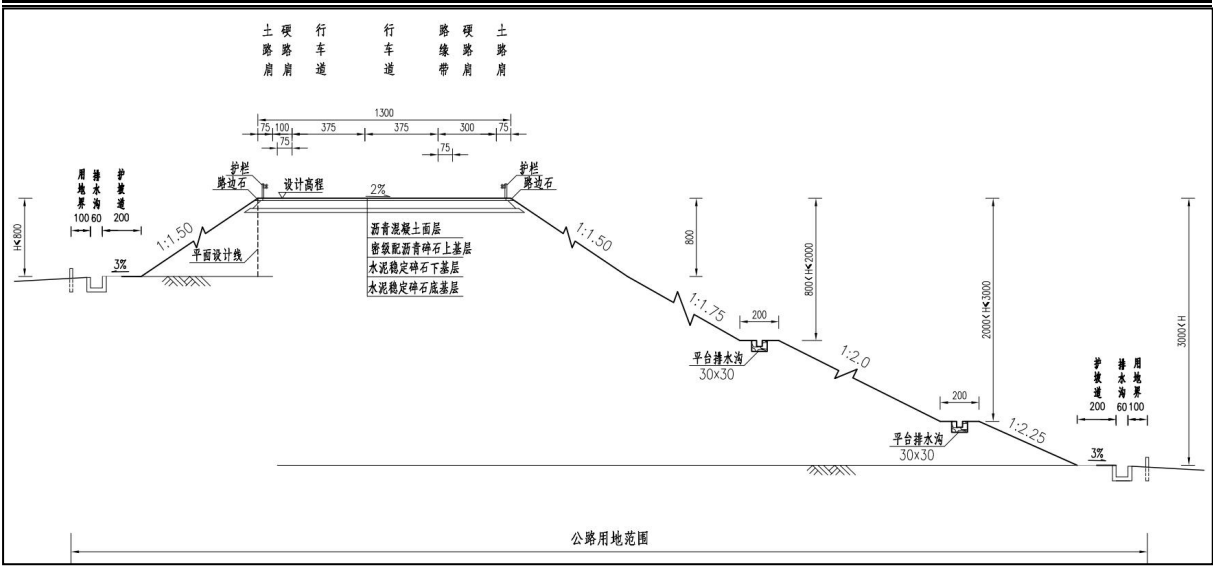 土路肩
硬路肩
行车道
行车道
路缘带
硬路肩
土路肩
1300
75 100 375 375 300 75
75 75
护栏 护栏
路边石 设计高程 2% 路边石
用地界 排水沟 护坡道
100 60 200
H≤800
1:1.50
3%
平面设计线
沥青混凝土面层
密级配沥青碎石上基层
水泥稳定碎石下基层
水泥稳定碎石底基层
1:1.50
800
800<H≤2000
2000<H≤3000
3000<H
1:1.75
200
平台排水沟
30x30
1:2.0
200
平台排水沟
30x30
1:2.25
护坡道 排水沟 用地界
200 60 100
3%
公路用地范围